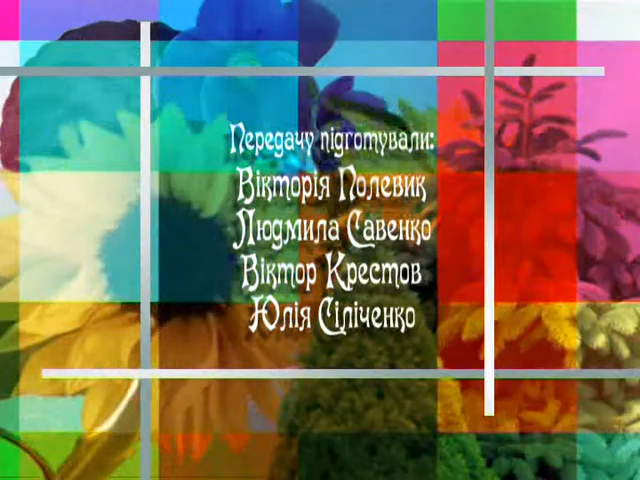 Передачу підготували:
Вікторія Полевик
Людмила Савенко
Віктор Крестов
Юлія Сіліченко